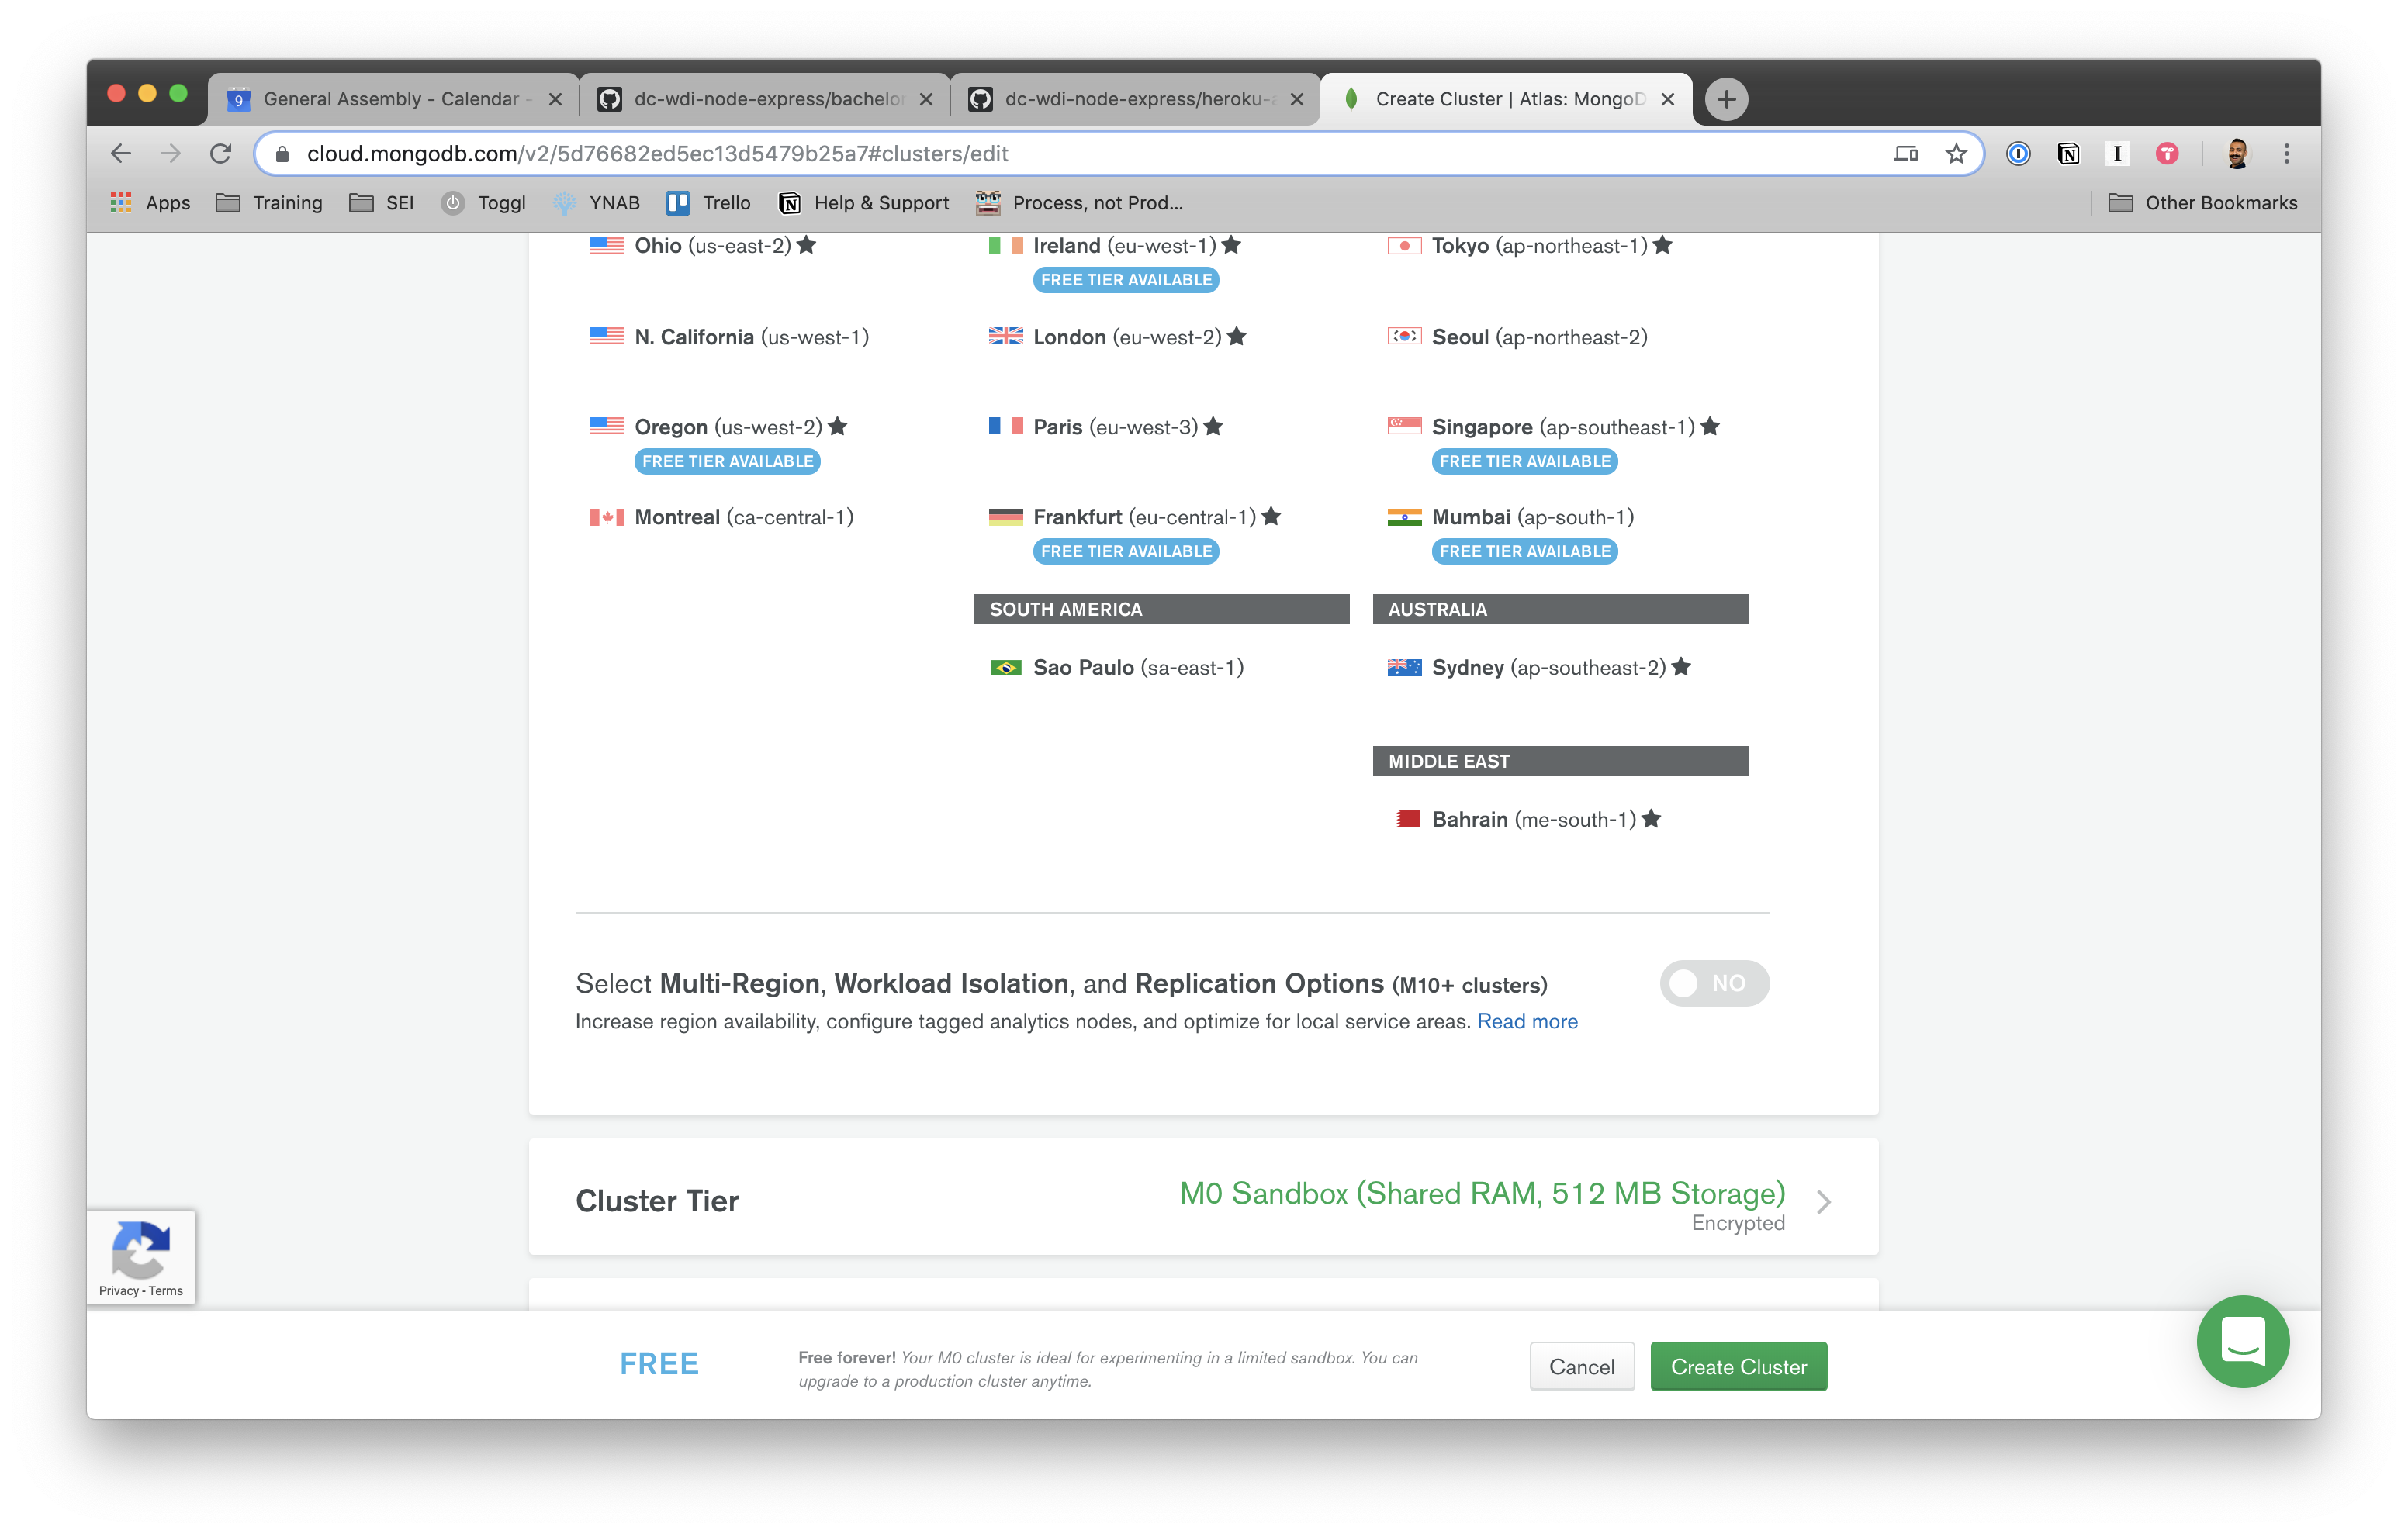 9 General Assembly - Calendar -
dc-wdi-node-express/bachelor
dc-wdi-node-express/heroku-a
Create Cluster | Atlas: MongoD
cloud.mongodb.com/v2/5d76682ed5ec13d5479b25a7#clusters/edit
Apps
Training
SEI
Toggl
YNAB
Trello
Help & Support
Process, not Prod...
Other Bookmarks
Ohio (us-east-2)
Ireland (eu-west-1)
FREE TIER AVAILABLE
Tokyo (ap-northeast-1)
N. California (us-west-1)
London (eu-west-2)
Seoul (ap-northeast-2)
Oregon (us-west-2)
FREE TIER AVAILABLE
Paris (eu-west-3)
Singapore (ap-southeast-1)
FREE TIER AVAILABLE
Montreal (ca-central-1)
Frankfurt (eu-central-1)
FREE TIER AVAILABLE
Mumbai (ap-south-1)
FREE TIER AVAILABLE
SOUTH AMERICA
Sao Paulo (sa-east-1)
AUSTRALIA
Sydney (ap-southeast-2)
MIDDLE EAST
Bahrain (me-south-1)
Select Multi-Region, Workload Isolation, and Replication Options (M10+ clusters)
NO
Increase region availability, configure tagged analytics nodes, and optimize for local service areas. Read more
Cluster Tier
M0 Sandbox (Shared RAM, 512 MB Storage)
Encrypted
Privacy - Terms
FREE
Free forever! Your M0 cluster is ideal for experimenting in a limited sandbox. You can
upgrade to a production cluster anytime.
Cancel
Create Cluster